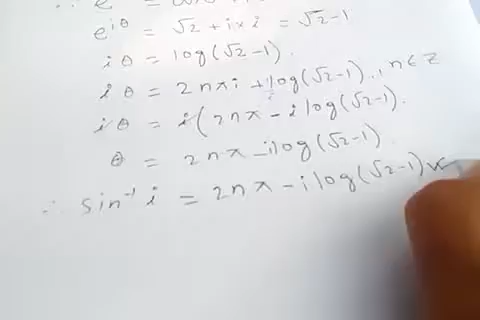 e^{iθ} = √2 + i × i = √2 - 1
iθ = log(√2 - 1)
iθ = 2nπi + log(√2 - 1), n ∈ Z
iθ = i(2nπ - i log(√2 - 1)
θ = 2nπ - i log(√2 - 1)
∴ sin⁻¹ i = 2nπ - i log(√2 - 1)